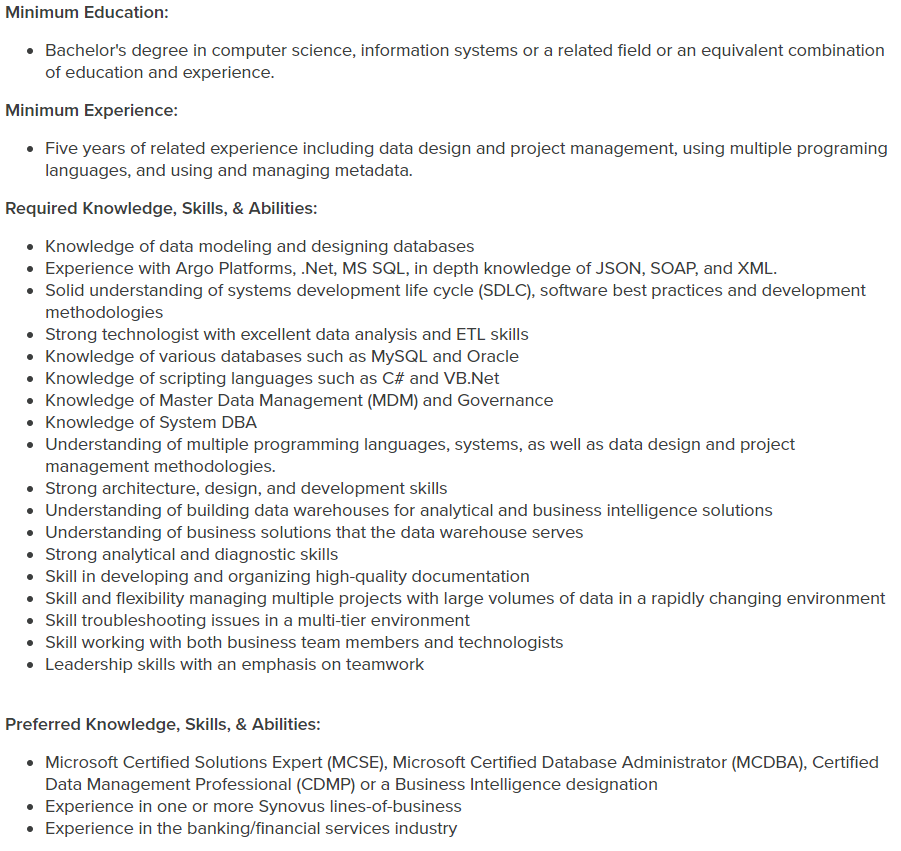 Minimum Education:
• Bachelor's degree in computer science, information systems or a related field or an equivalent combination
of education and experience.
Minimum Experience:
• Five years of related experience including data design and project management, using multiple programing
languages, and using and managing metadata.
Required Knowledge, Skills, & Abilities:
• Knowledge of data modeling and designing databases
• Experience with Argo Platforms, .Net, MS SQL, in depth knowledge of JSON, SOAP, and XML.
• Solid understanding of systems development life cycle (SDLC), software best practices and development
methodologies
• Strong technologist with excellent data analysis and ETL skills
• Knowledge of various databases such as MySQL and Oracle
• Knowledge of scripting languages such as C# and VB.Net
• Knowledge of Master Data Management (MDM) and Governance
• Knowledge of System DBA
• Understanding of multiple programming languages, systems, as well as data design and project
management methodologies.
• Strong architecture, design, and development skills
• Understanding of building data warehouses for analytical and business intelligence solutions
• Understanding of business solutions that the data warehouse serves
• Strong analytical and diagnostic skills
• Skill in developing and organizing high-quality documentation
• Skill and flexibility managing multiple projects with large volumes of data in a rapidly changing environment
• Skill troubleshooting issues in a multi-tier environment
• Skill working with both business team members and technologists
• Leadership skills with an emphasis on teamwork
Preferred Knowledge, Skills, & Abilities:
• Microsoft Certified Solutions Expert (MCSE), Microsoft Certified Database Administrator (MCDBA), Certified
Data Management Professional (CDMP) or a Business Intelligence designation
• Experience in one or more Synovus lines-of-business
• Experience in the banking/financial services industry